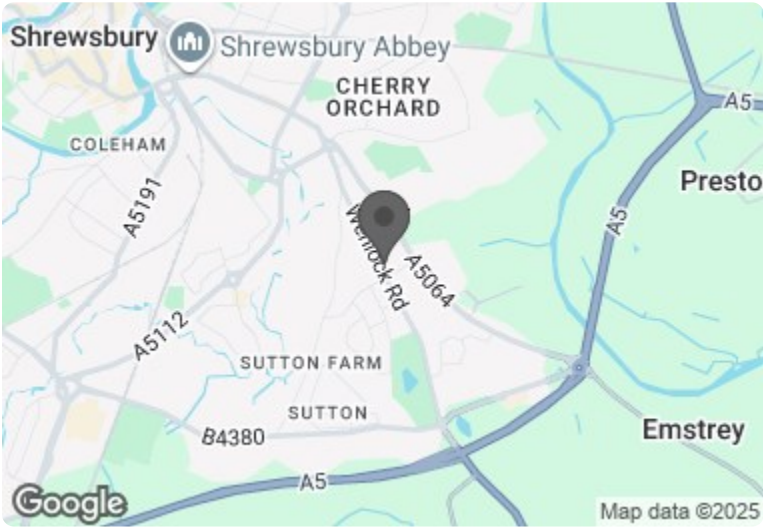 Shrewsbury
Shrewsbury Abbey
CHERRY
ORCHARD
A5
COLEHAM
Presto
A5191
Wenlock Rd
A5
A5064
A5112
SUTTON FARM
SUTTON
B4380
Emstrey
A5
Google
Map data ©2025